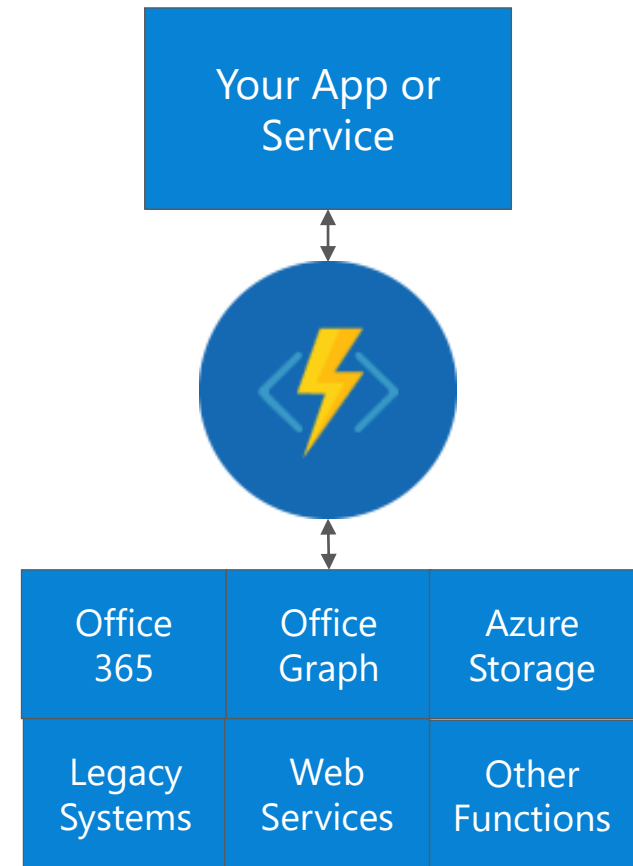 Your App or
Service
Office
365
Office
Graph
Azure
Storage
Legacy
Systems
Web
Services
Other
Functions